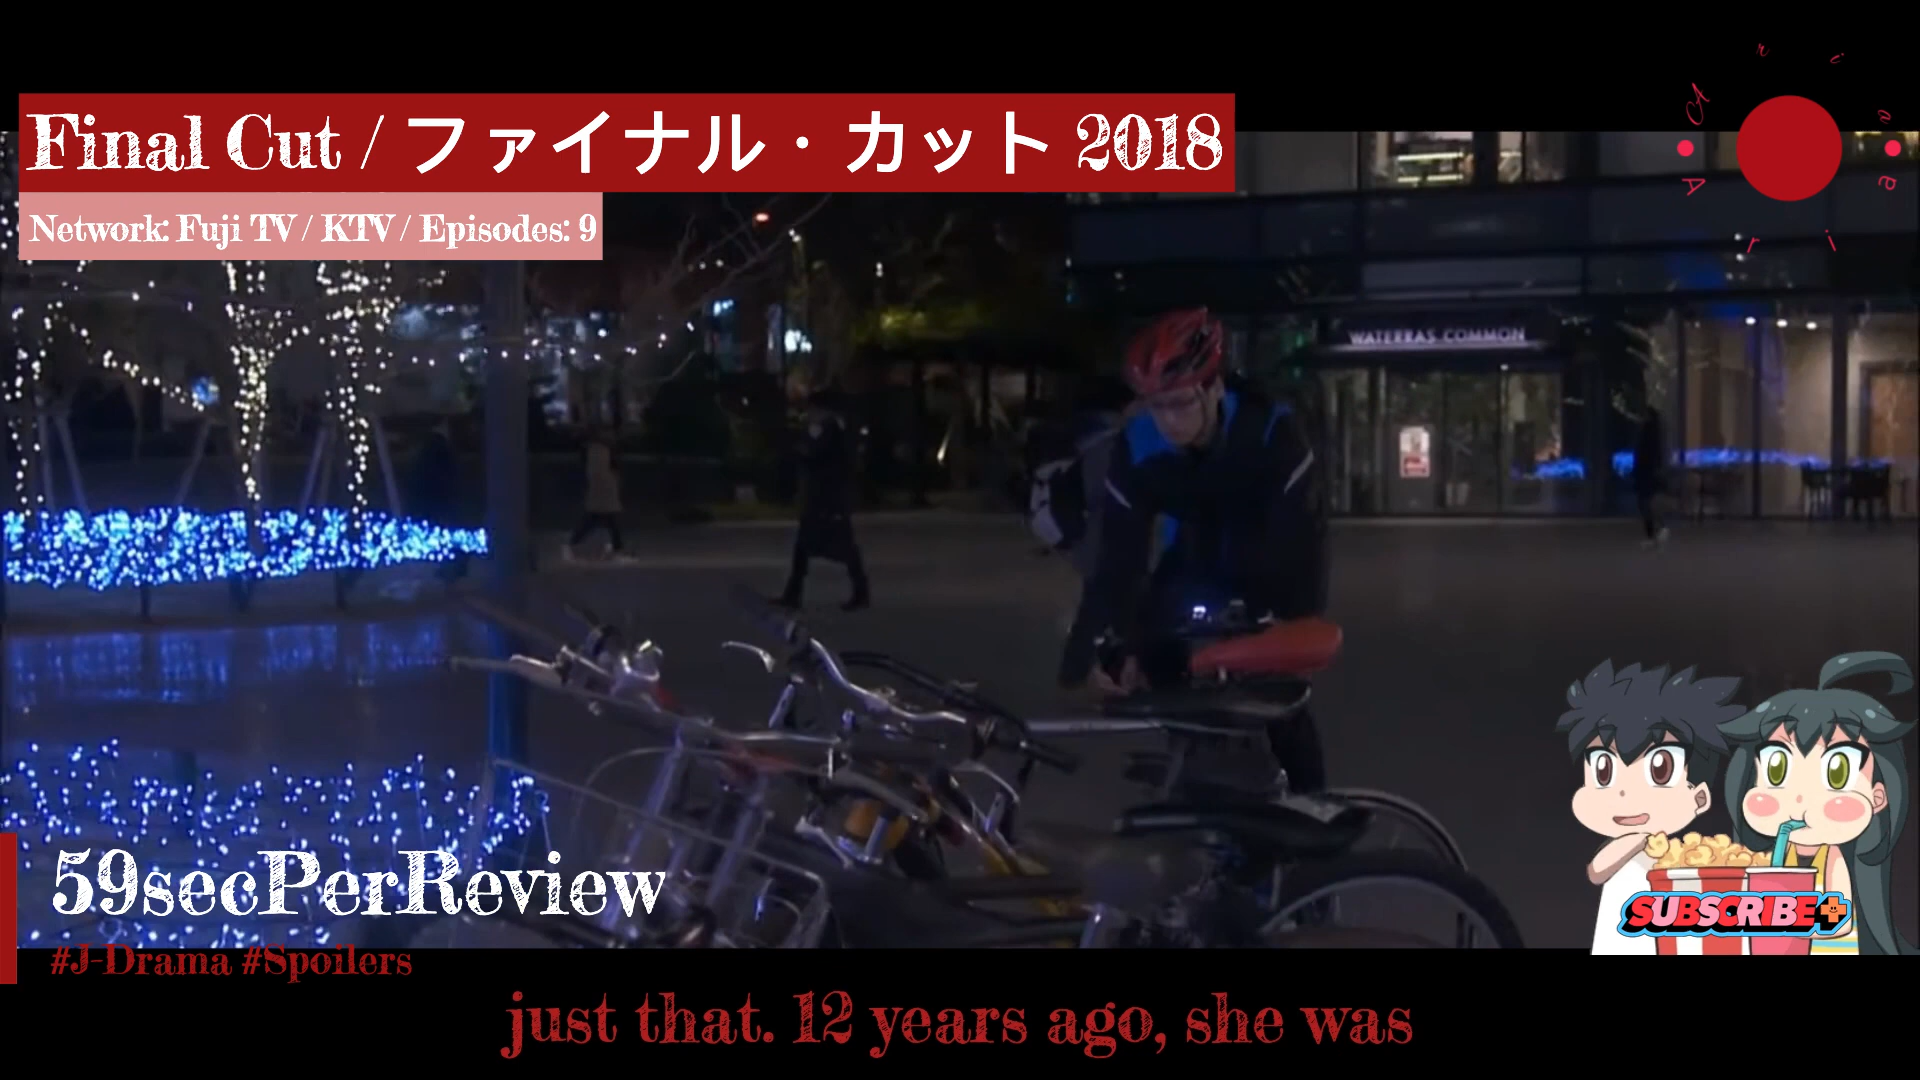 Final Cut / ファイナル・カット 2018
Network: Fuji TV / KTV / Episodes: 9
WATERRAS COMMON
59secPerReview
#J-Drama #Spoilers
SUBSCRIBE
just that. 12 years ago, she was